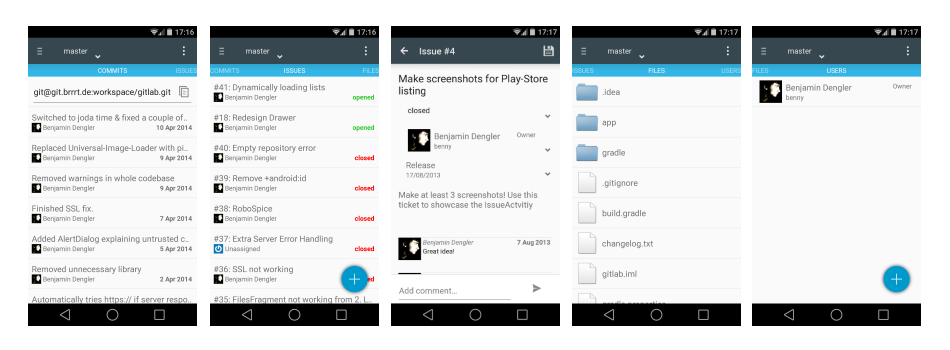 17:16
master
COMMITS
ISSUES
git@git.brrrt.de:workspace/gitlab.git
Switched to joda time & fixed a couple of..
Benjamin Dengler
10 Apr 2014
Replaced Universal-Image-Loader with pi..
Benjamin Dengler
9 Apr 2014
Removed warnings in whole codebase
Benjamin Dengler
9 Apr 2014
Finished SSL fix.
Benjamin Dengler
7 Apr 2014
Added AlertDialog explaining untrusted c..
Benjamin Dengler
5 Apr 2014
Removed unnecessary library
Benjamin Dengler
2 Apr 2014
Automatically tries https:// if server respo..
17:16
master
COMMITS
ISSUES
FILES
#41: Dynamically loading lists
Benjamin Dengler
opened
#18: Redesign Drawer
Benjamin Dengler
opened
#40: Empty repository error
Benjamin Dengler
closed
#39: Remove +android:id
Benjamin Dengler
closed
#38: RoboSpice
Benjamin Dengler
closed
#37: Extra Server Error Handling
Unassigned
closed
#36: SSL not working
Benjamin Dengler
ed
#35: FilesFragment not working from 2. L..
17:17
Issue #4
Make screenshots for Play-Store
listing
closed
Benjamin Dengler
Owner
benny
Release
17/08/2013
Make at least 3 screenshots! Use this
ticket to showcase the IssueActvitiy
Benjamin Dengler
7 Aug 2013
Great idea!
Add comment...
17:17
master
ISSUES
FILES
USERS
.idea
app
gradle
.gitignore
build.gradle
changelog.txt
gitlab.iml
gradle.properties
17:17
master
FILES
USERS
Benjamin Dengler
Owner
benny